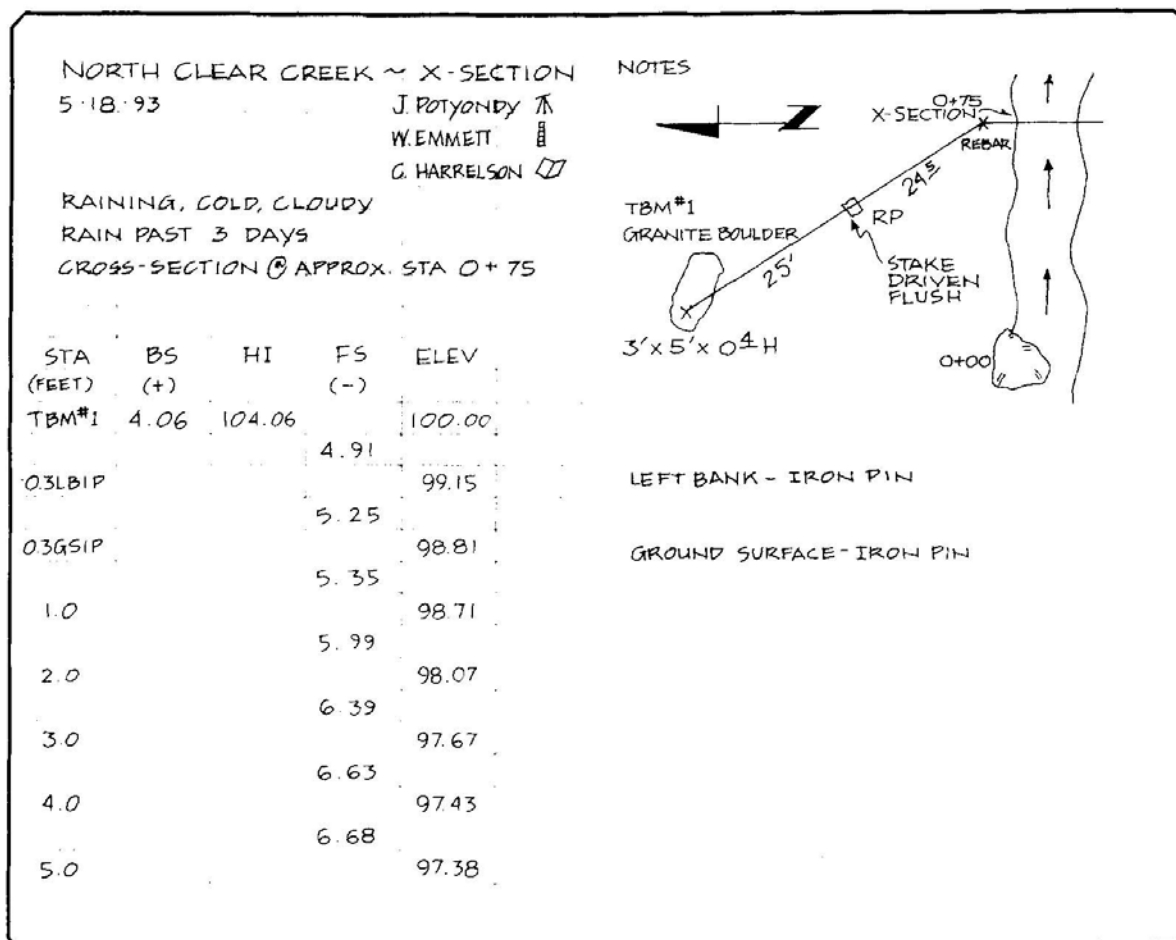 NORTH CLEAR CREEK ~ X-SECTION
5·18·93
J. POTYONDY
W. EMMETT
C. HARRELSON
RAINING, COLD, CLOUDY
RAIN PAST 3 DAYS
CROSS-SECTION @ APPROX. STA 0+75
STA BS HI FS ELEV
(FEET) (+) (-)
TBM#1 4.06 104.06 100.00
4.91
0.3LBIP 99.15
5.25
0.3GSIP 98.81
5.35
1.0 98.71
5.99
2.0 98.07
6.39
3.0 97.67
6.63
4.0 97.43
6.68
5.0 97.38
NOTES
N
0+75
X-SECTION
REBAR
24.5
RP
TBM#1
GRANITE BOULDER
25'
STAKE
DRIVEN
FLUSH
3'x5'x0.4 H
0+00
LEFT BANK - IRON PIN
GROUND SURFACE - IRON PIN